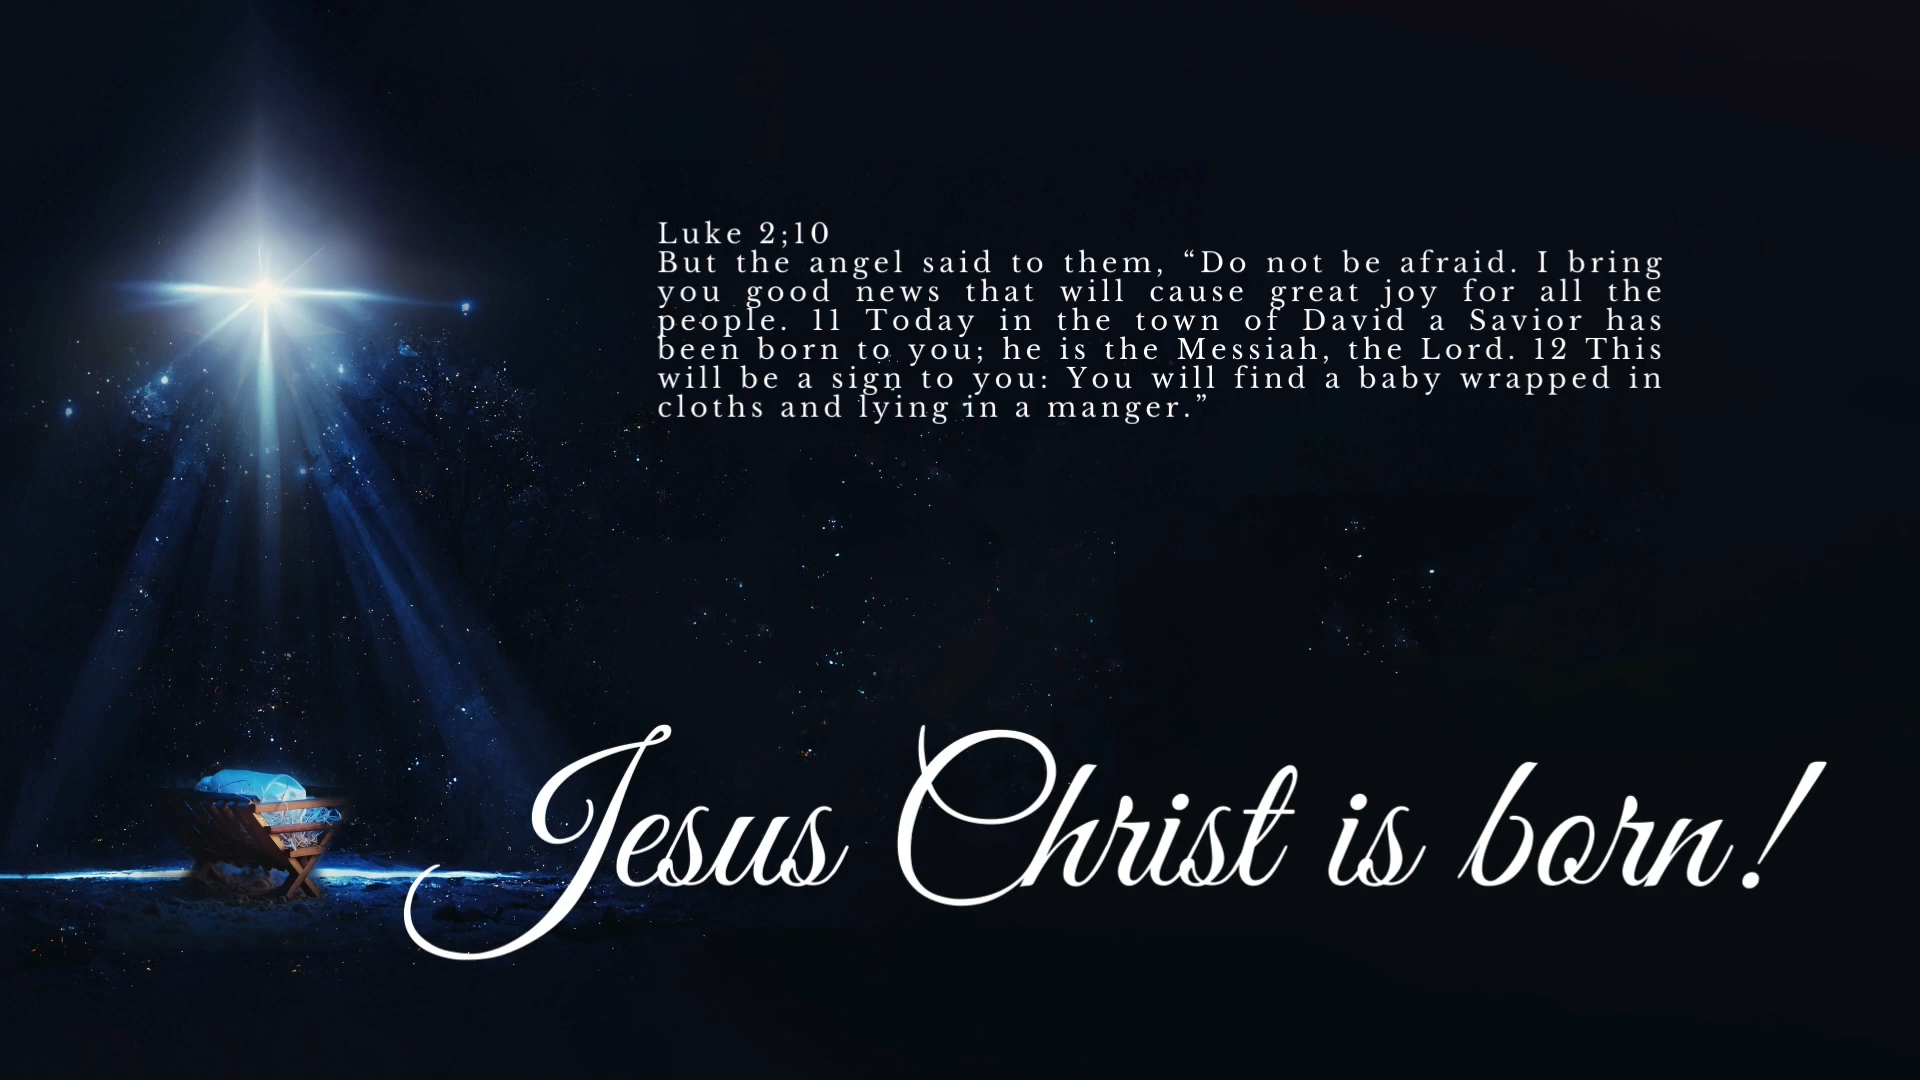 Luke 2;10
But the angel said to them, “Do not be afraid. I bring
you good news that will cause great joy for all the
people. 11 Today in the town of David a Savior has
been born to you; he is the Messiah, the Lord. 12 This
will be a sign to you: You will find a baby wrapped in
cloths and lying in a manger.”
Jesus Christ is born!